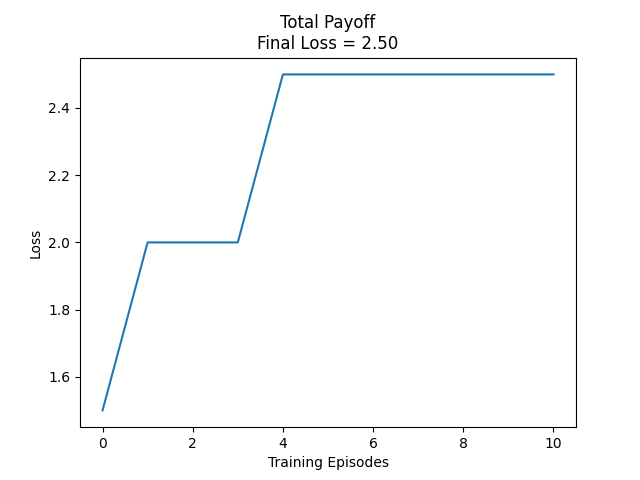 Total Payoff
Final Loss = 2.50
Loss
2.4
2.2
2.0
1.8
1.6
0 2 4 6 8 10
Training Episodes